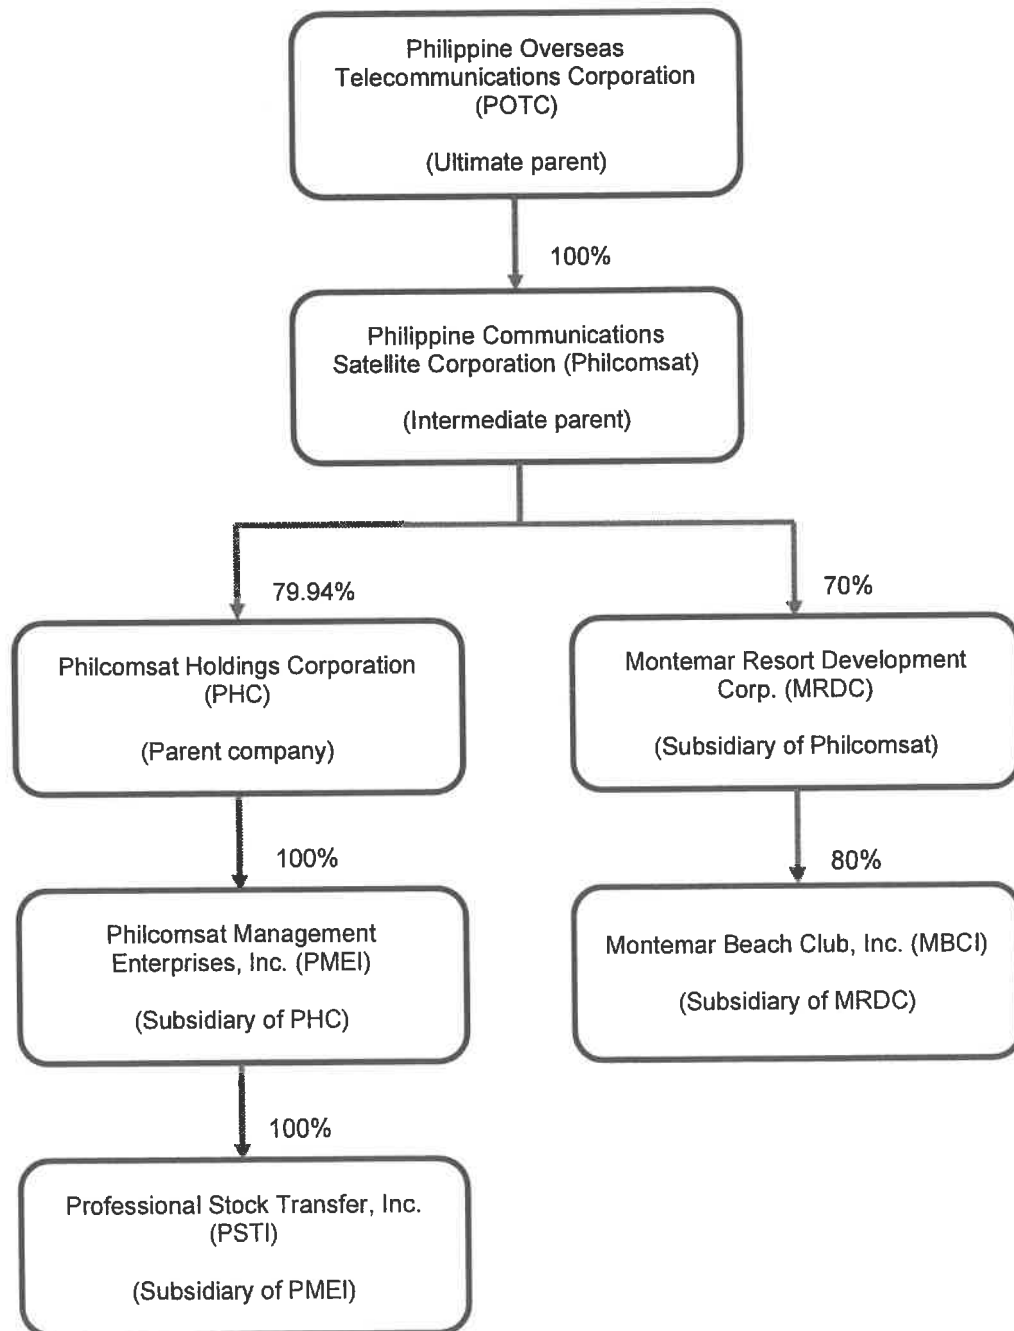 Philippine Overseas
Telecommunications Corporation
(POTC)
(Ultimate parent)
100%
Philippine Communications
Satellite Corporation (Philcomsat)
(Intermediate parent)
79.94%
70%
Philcomsat Holdings Corporation
(PHC)
(Parent company)
Montemar Resort Development
Corp. (MRDC)
(Subsidiary of Philcomsat)
100%
80%
Philcomsat Management
Enterprises, Inc. (PMEI)
(Subsidiary of PHC)
Montemar Beach Club, Inc. (MBCI)
(Subsidiary of MRDC)
100%
Professional Stock Transfer, Inc.
(PSTI)
(Subsidiary of PMEI)